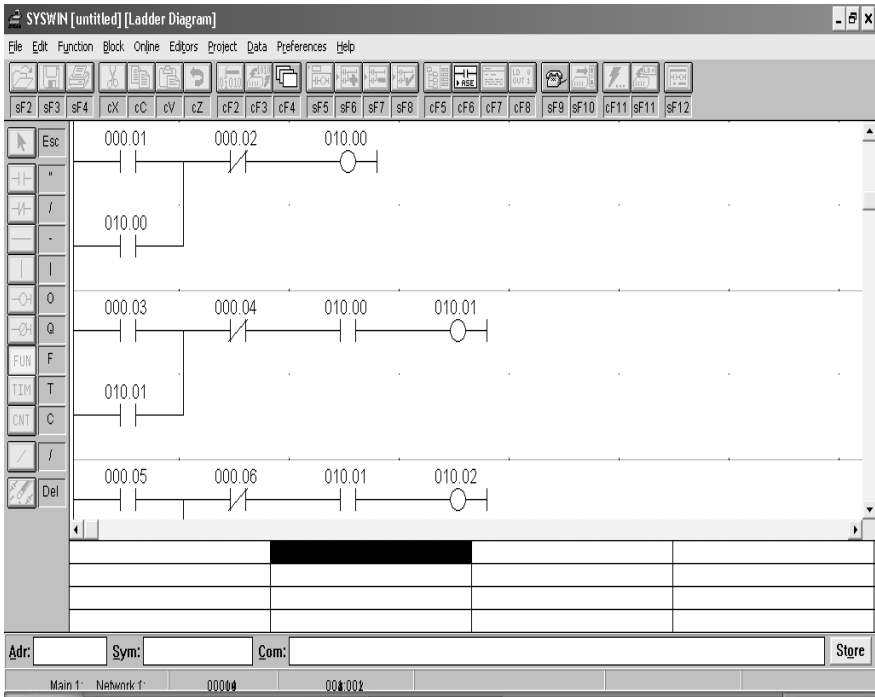 SYSWIN [untitled] [Ladder Diagram]
File Edit Function Block Online Editors Project Data Preferences Help
sF2 sF3 sF4 cX cC cV cZ cF2 cF3 cF4 sF5 sF6 sF7 sF8 cF5 cF6 cF7 cF8 sF9 sF10 cF11 sF11 sF12
Esc
"
/
-
|
O
Q
FUN F
TIM T
CNT C
/
Del
000.01 000.02 010.00
010.00
000.03 000.04 010.00 010.01
010.01
000.05 000.06 010.01 010.02
Adr: Sym: Com: Store
Main 1: Network 1: